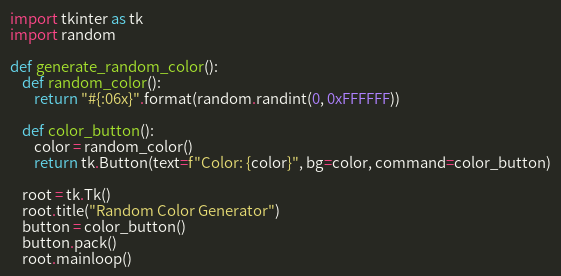 import tkinter as tk
import random

def generate_random_color():
    def random_color():
        return "#{:06x}".format(random.randint(0, 0xFFFFFF))

    def color_button():
        color = random_color()
        return tk.Button(text=f"Color: {color}", bg=color, command=color_button)

    root = tk.Tk()
    root.title("Random Color Generator")
    button = color_button()
    button.pack()
    root.mainloop()